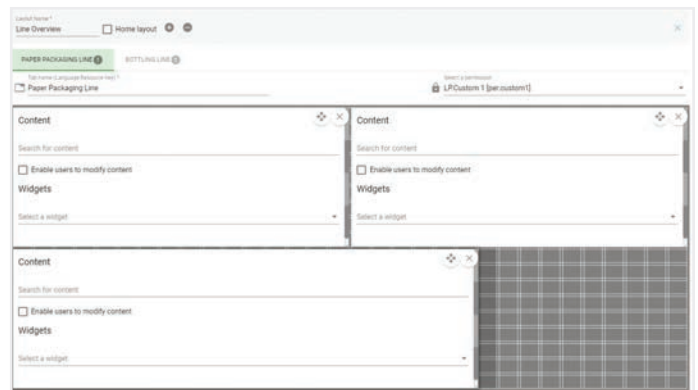 Layout Name *
Line Overview
Home layout
PAPER PACKAGING LINE
BOTTLING LINE
Tab name (Language Resource Key) *
Paper Packaging Line
Select a permission
LP.Custom 1 [per.custom1]
Content
Content
Search for content
Search for content
Enable users to modify content
Enable users to modify content
Widgets
Widgets
Select a widget
Select a widget
Content
Search for content
Enable users to modify content
Widgets
Select a widget